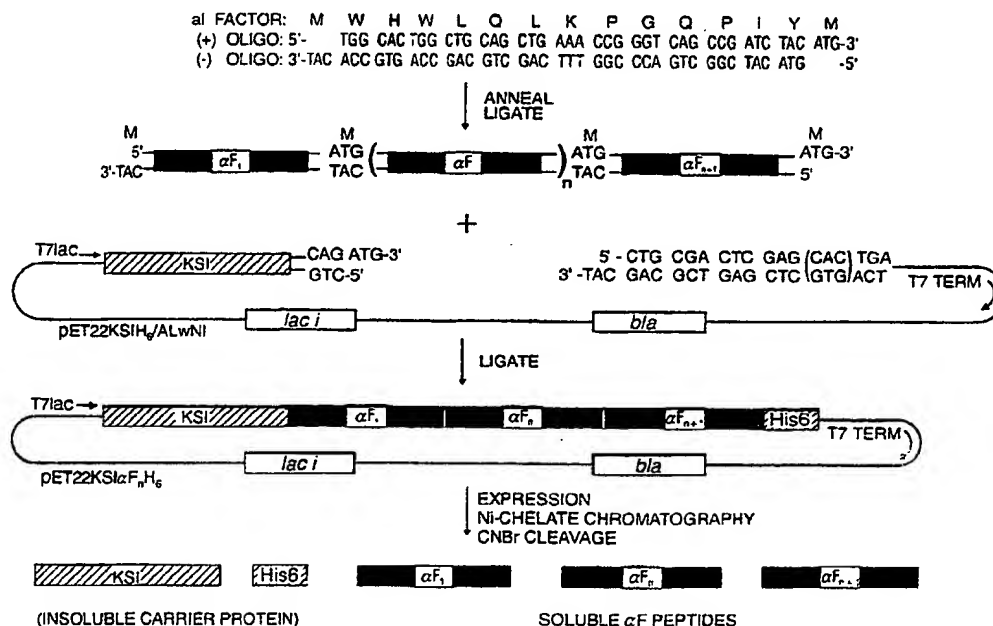 al FACTOR: M W H W L Q L K P G Q P I Y M
(+) OLIGO: 5'- TGG CAC TGG CTG CAG CTG AAA CCG GGT CAG CCG ATC TAC ATG-3'
(-) OLIGO: 3'-TAC ACC GTG ACC GAC GTC GAC TTT GGC CCA GTC GGC TAC ATG -5'
ANNEAL
LIGATE
M M M M
5' ATG ATG ATG-3'
αF₁ ( αF )n αFn+1
3'-TAC TAC TAC 5'
+
T7lac CAG ATG-3' 5' - CTG CGA CTC GAG (CAC) TGA
KSI GTC-5' 3'- TAC GAC GCT GAG CTC (GTG) ACT
T7 TERM
lac i bla
pET22KSIH₆/ALwNI
LIGATE
T7lac
KSI αF₁ αFn αFn+1 His6
T7 TERM
lac i bla
pET22KSIαFnH₆
EXPRESSION
Ni-CHELATE CHROMATOGRAPHY
CNBr CLEAVAGE
KSI His6 αF₁ αFn αFn+
(INSOLUBLE CARRIER PROTEIN) SOLUBLE αF PEPTIDES